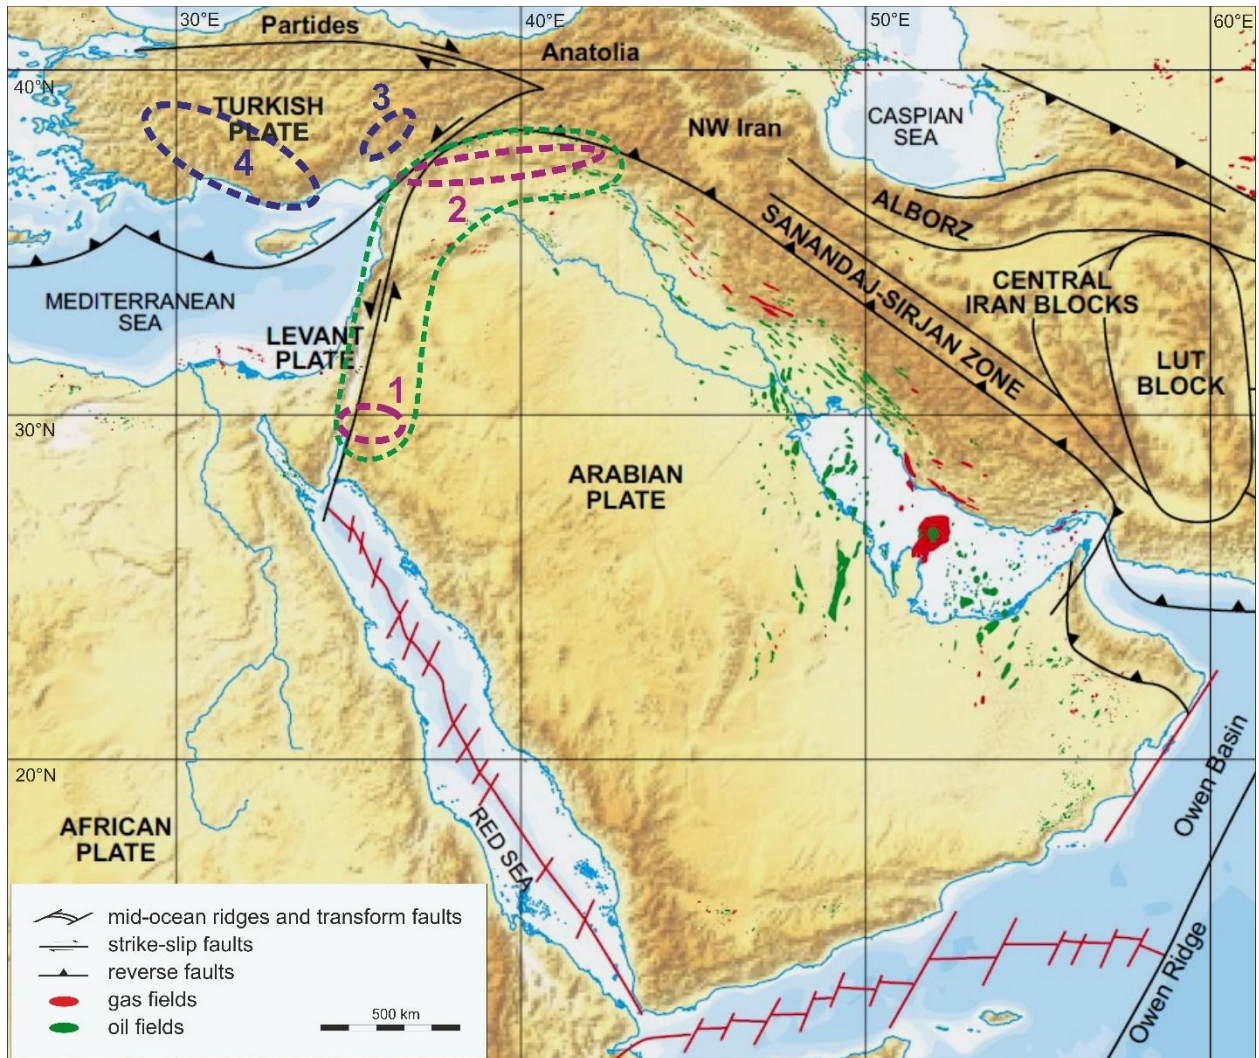 30°E
40°E
50°E
60°E
Partides
Anatolia
40°N
TURKISH
PLATE
3
4
NW Iran
CASPIAN
SEA
2
ALBORZ
SANANDAJ-SIRJAN ZONE
CENTRAL
IRAN BLOCKS
MEDITERRANEAN
SEA
LEVANT
PLATE
LUT
BLOCK
1
30°N
ARABIAN
PLATE
20°N
AFRICAN
PLATE
RED SEA
Owen Basin
Owen Ridge
mid-ocean ridges and transform faults
strike-slip faults
reverse faults
gas fields
oil fields
500 km